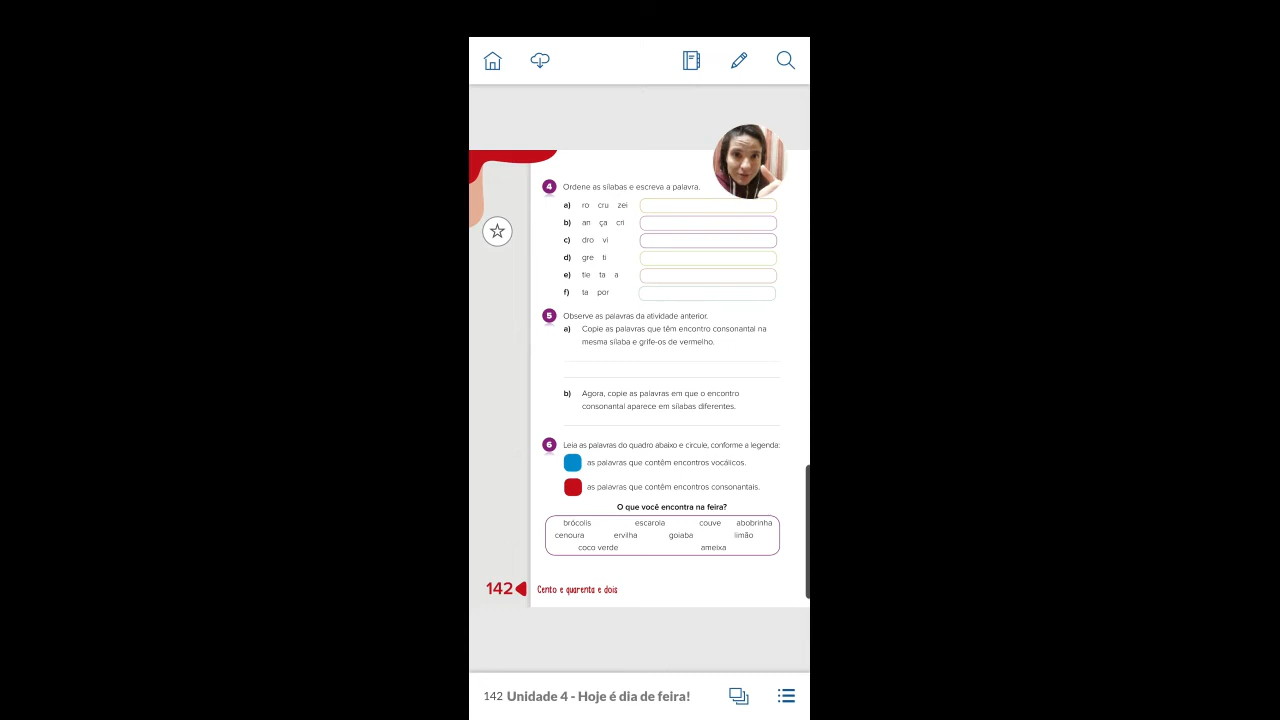 4 Ordene as sílabas e escreva a palavra.
a) ro cru zei
b) an ça cri
c) dro vi
d) gre ti
e) tle ta a
f) ta por
5 Observe as palavras da atividade anterior.
a) Copie as palavras que têm encontro consonantal na
mesma sílaba e grife-os de vermelho.
b) Agora, copie as palavras em que o encontro
consonantal aparece em sílabas diferentes.
6 Leia as palavras do quadro abaixo e circule, conforme a legenda:
as palavras que contêm encontros vocálicos.
as palavras que contêm encontros consonantais.
O que você encontra na feira?
brócolis escarola couve abobrinha
cenoura ervilha goiaba limão
coco verde ameixa
142 Cento e quarenta e dois
142 Unidade 4 - Hoje é dia de feira!